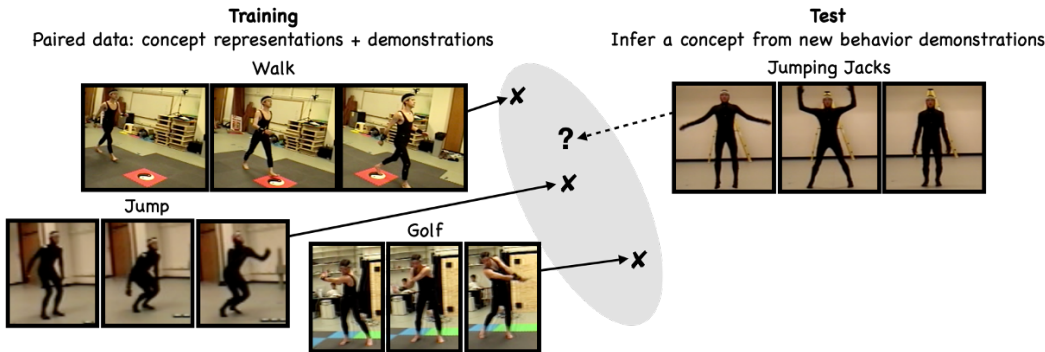 Training
Paired data: concept representations + demonstrations
Walk
Jump
Golf
?
Test
Infer a concept from new behavior demonstrations
Jumping Jacks